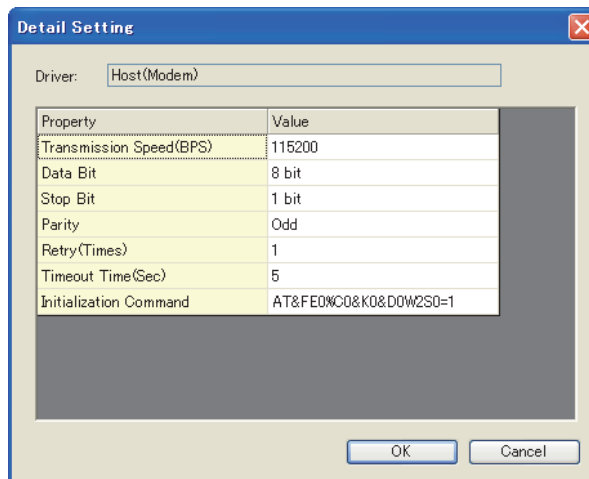 Detail Setting
Driver: Host(Modem)
Property Value
Transmission Speed(BPS) 115200
Data Bit 8 bit
Stop Bit 1 bit
Parity Odd
Retry(Times) 1
Timeout Time(Sec) 5
Initialization Command AT&FE0%C0&K0&D0W2S0=1
OK Cancel